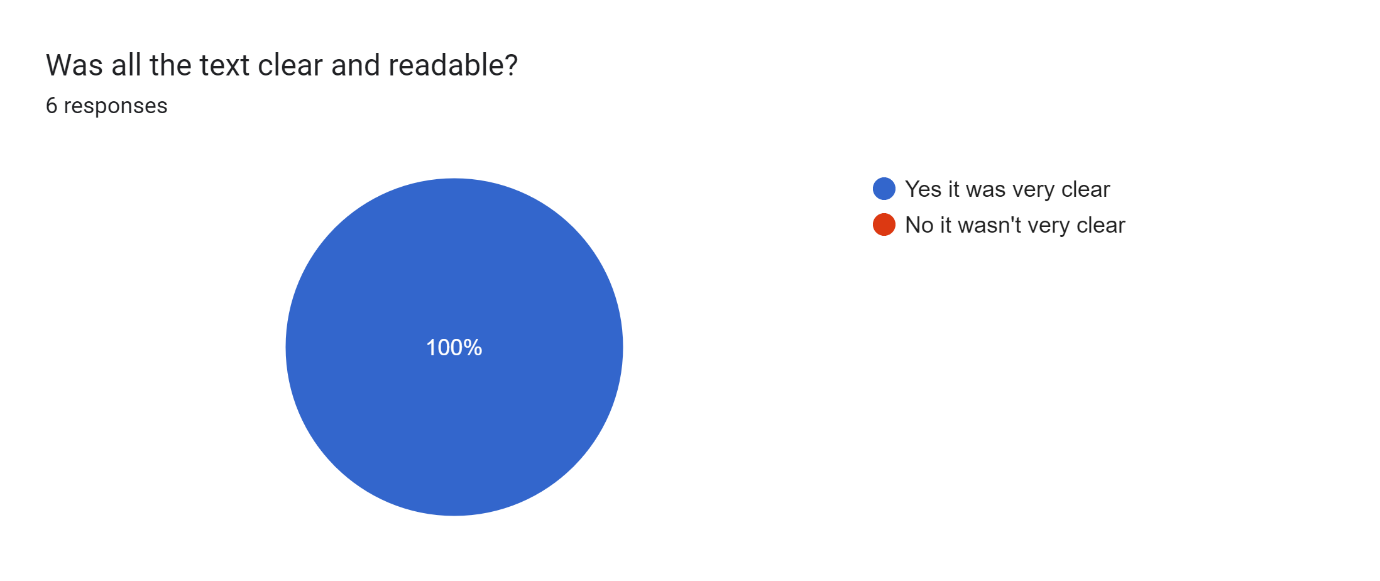 Was all the text clear and readable?
6 responses
Yes it was very clear
No it wasn't very clear
100%